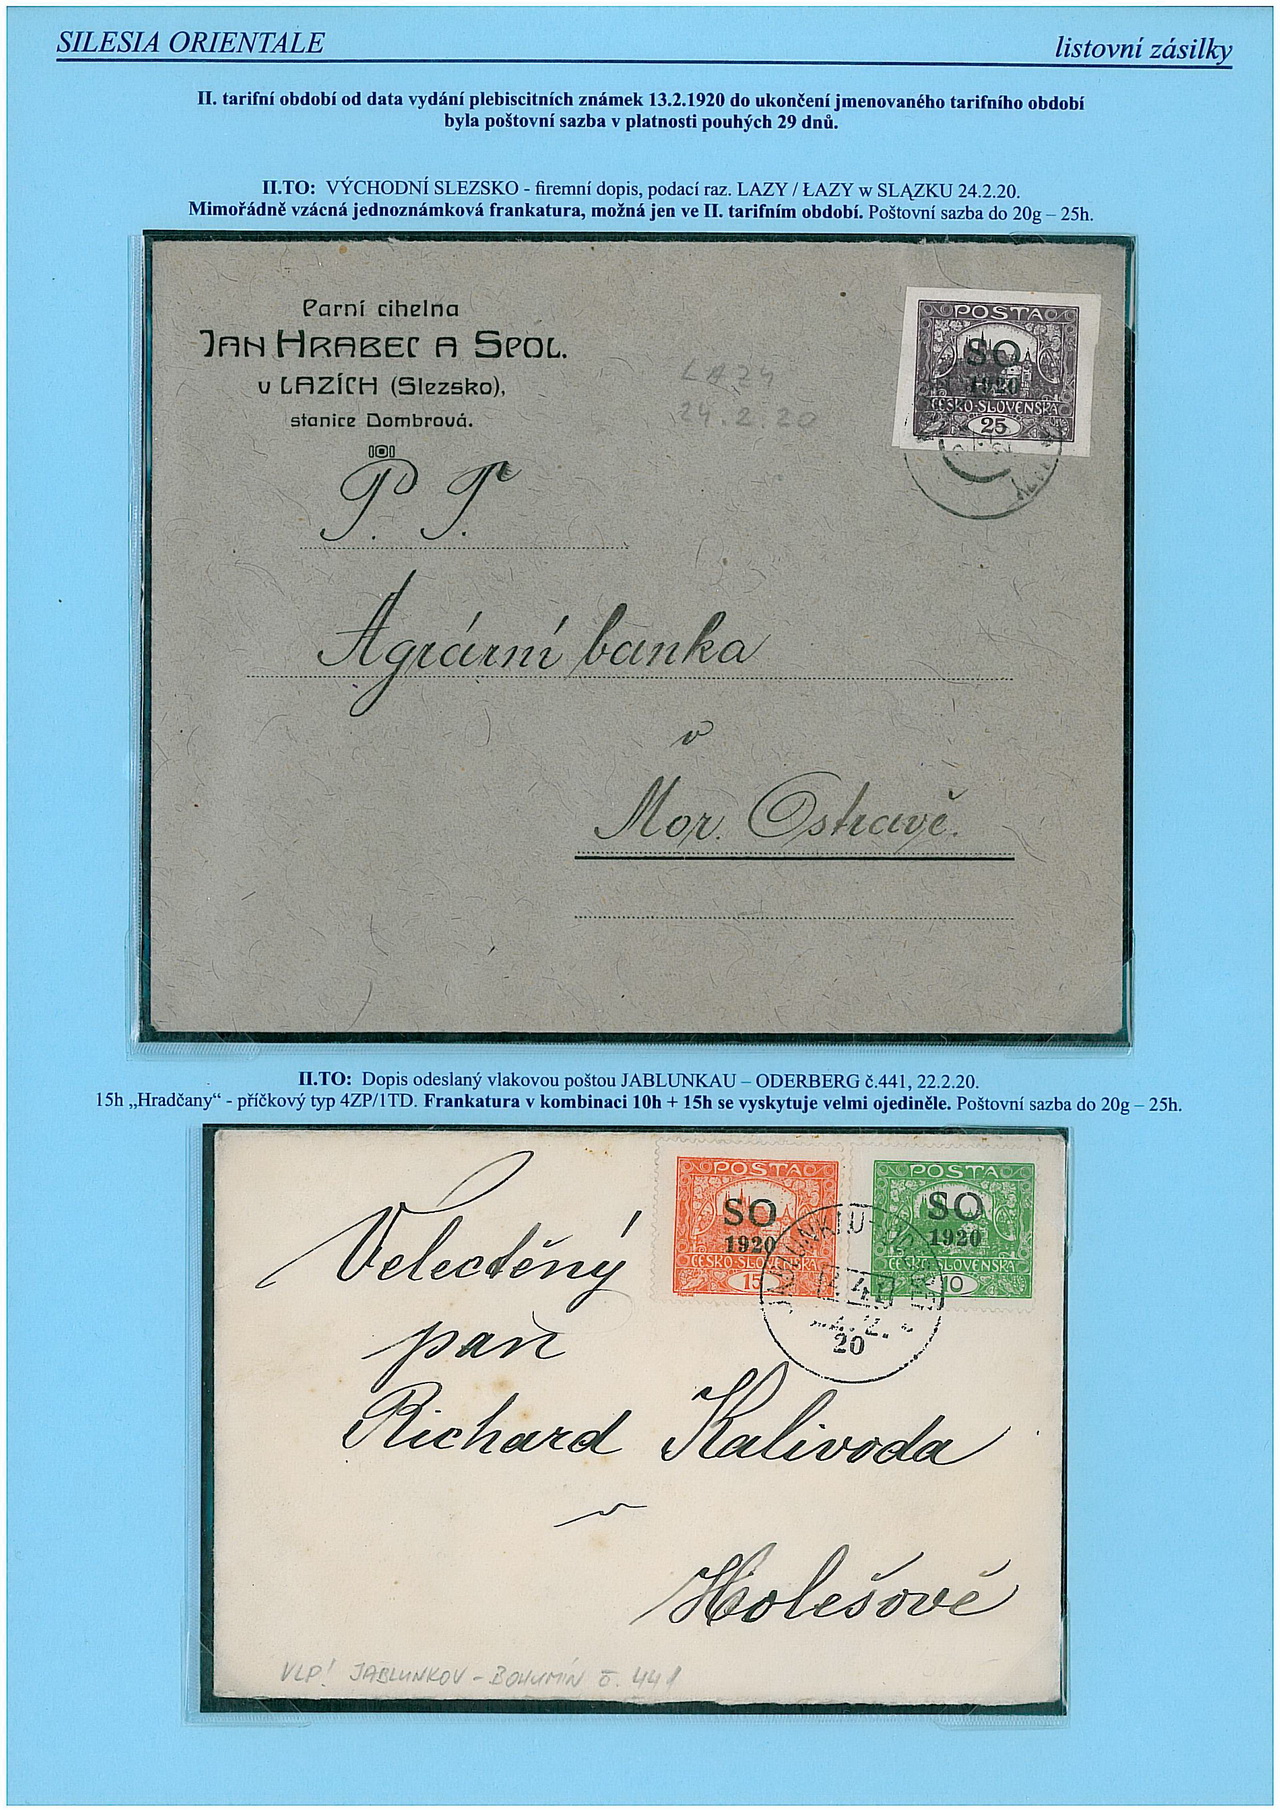 SILESIA ORIENTALE
listovní zásilky
II. tarifní období od data vydání plebiscitních známek 13.2.1920 do ukončení jmenovaného tarifního období
byla poštovní sazba v platnosti pouhých 29 dnů.
II.TO: VÝCHODNÍ SLEZSKO - firemní dopis, podací raz. LAZY / ŁAZY w SLĄZKU 24.2.20.
Mimořádně vzácná jednoznámková frankatura, možná jen ve II. tarifním období. Poštovní sazba do 20g – 25h.
Parní cihelna
JAN HRABEC A SPOL.
v LAZÍCH (Slezsko),
stanice Dombrová.
LAZY
24.2.20
POSTA
SO
1920
ČESKO-SLOVENSKÁ
25
P. T.
Agrární banka
v
Mor. Ostravě.
II.TO: Dopis odeslaný vlakovou poštou JABLUNKAU – ODERBERG č.441, 22.2.20.
15h „Hradčany“ - příčkový typ 4ZP/1TD. Frankatura v kombinaci 10h + 15h se vyskytuje velmi ojediněle. Poštovní sazba do 20g – 25h.
POSTA
SO
1920
ČESKO-SLOVENSKÁ
15
POSTA
SO
1920
ČESKO-SLOVENSKÁ
10
20
Velectěný
pan
Richard Kalivoda
v
Holešově
VLP! JABLUNKOV – BOHUMÍN č. 441